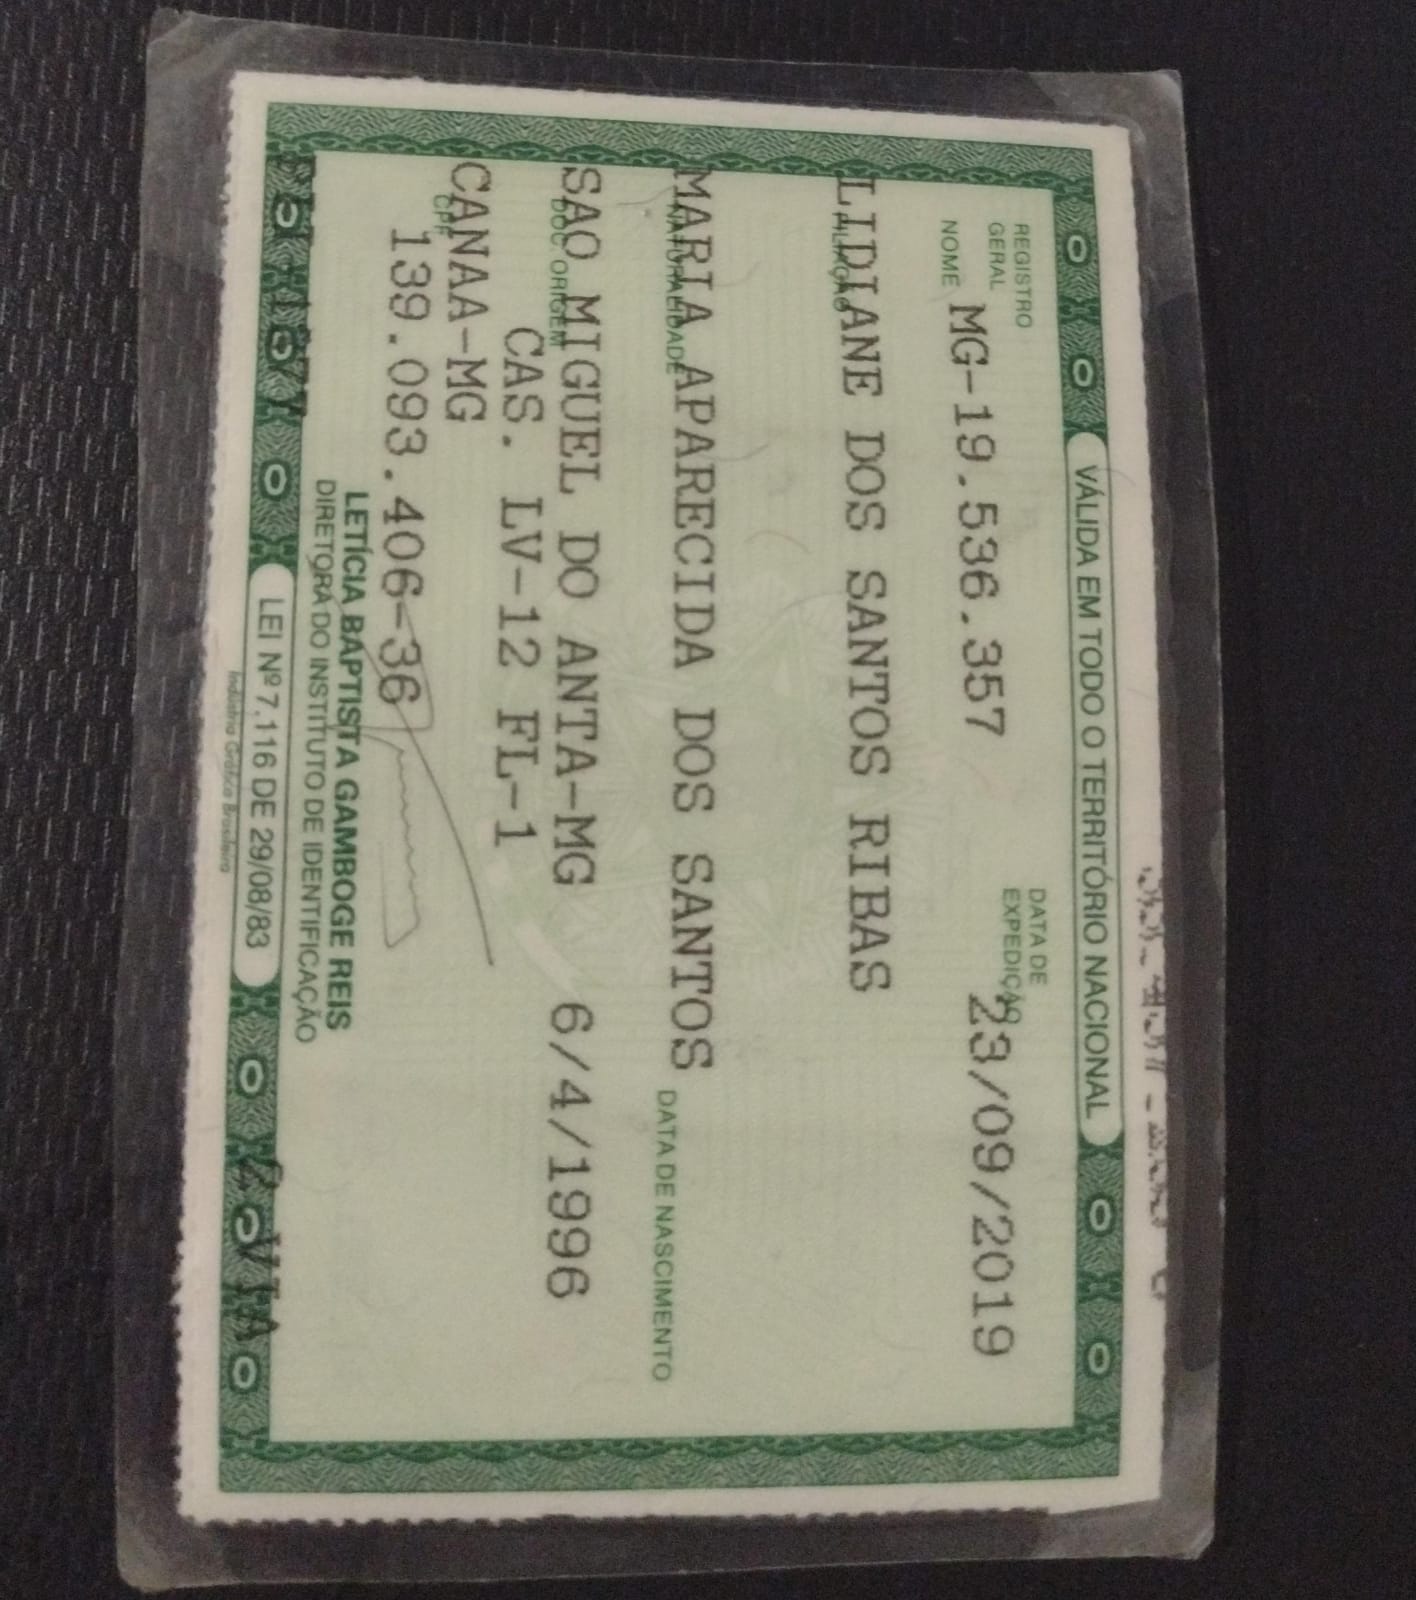 VÁLIDA EM TODO O TERRITÓRIO NACIONAL
REGISTRO GERAL MG-19.536.357 DATA DE EXPEDIÇÃO 23/09/2019
NOME
LIDIANE DOS SANTOS RIBAS
FILIAÇÃO
MARIA APARECIDA DOS SANTOS
NATURALIDADE DATA DE NASCIMENTO
SAO MIGUEL DO ANTA-MG 6/4/1996
DOC ORIGEM CAS. LV-12 FL-1
CANAA-MG
CPF 139.093.406-36
LETÍCIA BAPTISTA GAMBOGE REIS
DIRETORA DO INSTITUTO DE IDENTIFICAÇÃO
2 VIA
LEI Nº 7.116 DE 29/08/83
Indústria Gráfica Brasileira